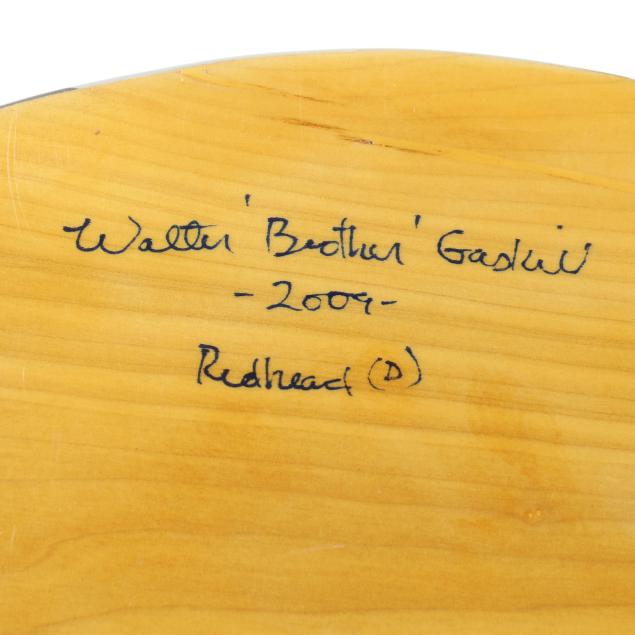 Walter 'Brother' Gaskill
-2009-
Redhead (D)